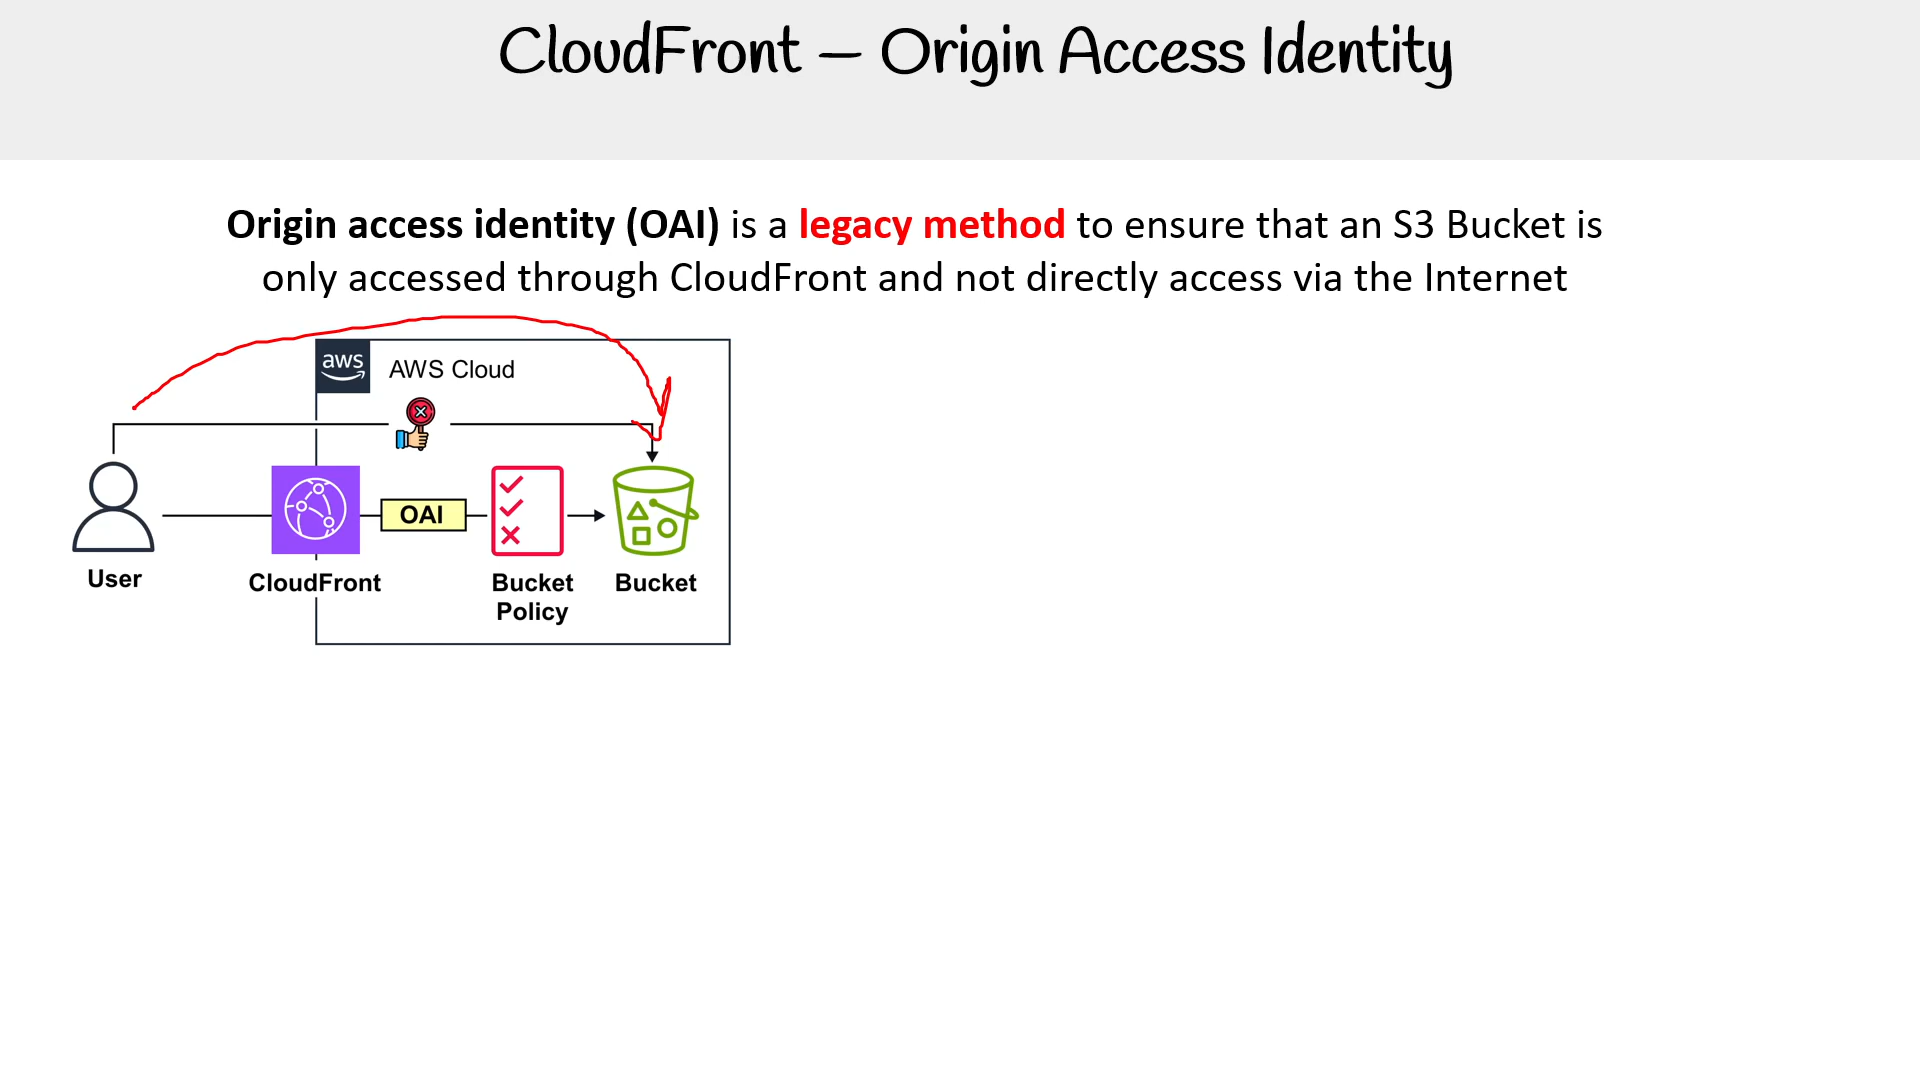 CloudFront – Origin Access Identity
Origin access identity (OAI) is a legacy method to ensure that an S3 Bucket is
only accessed through CloudFront and not directly access via the Internet
aws
AWS Cloud
OAI
User
CloudFront
Bucket
Policy
Bucket